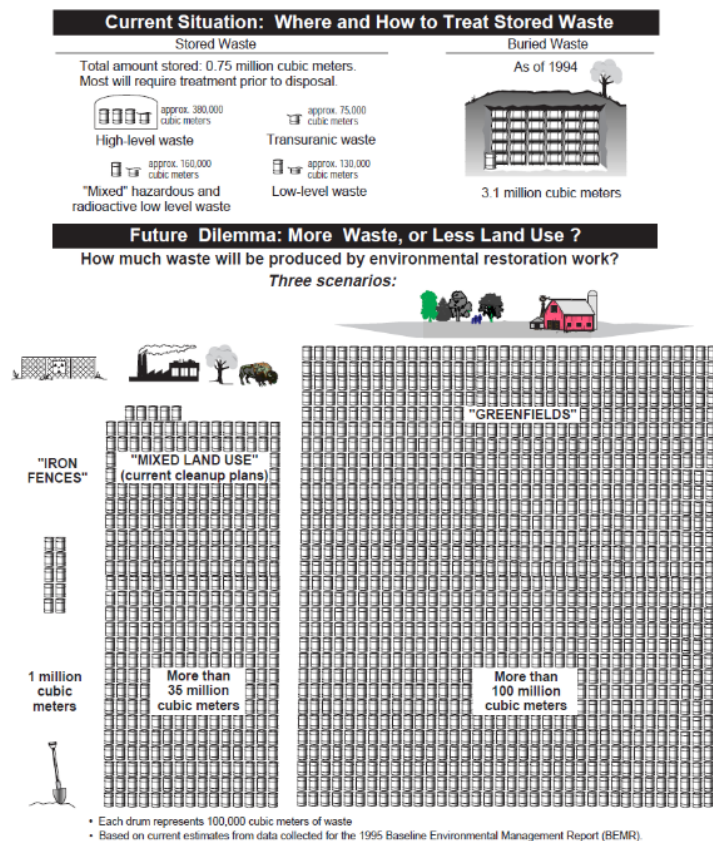 Current Situation: Where and How to Treat Stored Waste
Stored Waste
Total amount stored: 0.75 million cubic meters.
Most will require treatment prior to disposal.
approx. 380,000
cubic meters
High-level waste
approx. 75,000
cubic meters
Transuranic waste
approx. 160,000
cubic meters
"Mixed" hazardous and
radioactive low level waste
approx. 130,000
cubic meters
Low-level waste
Buried Waste
As of 1994
3.1 million cubic meters
Future Dilemma: More Waste, or Less Land Use ?
How much waste will be produced by environmental restoration work?
Three scenarios:
"IRON
FENCES"
1 million
cubic
meters
"MIXED LAND USE"
(current cleanup plans)
More than
35 million
cubic meters
"GREENFIELDS"
More than
100 million
cubic meters
• Each drum represents 100,000 cubic meters of waste
• Based on current estimates from data collected for the 1995 Baseline Environmental Management Report (BEMR).